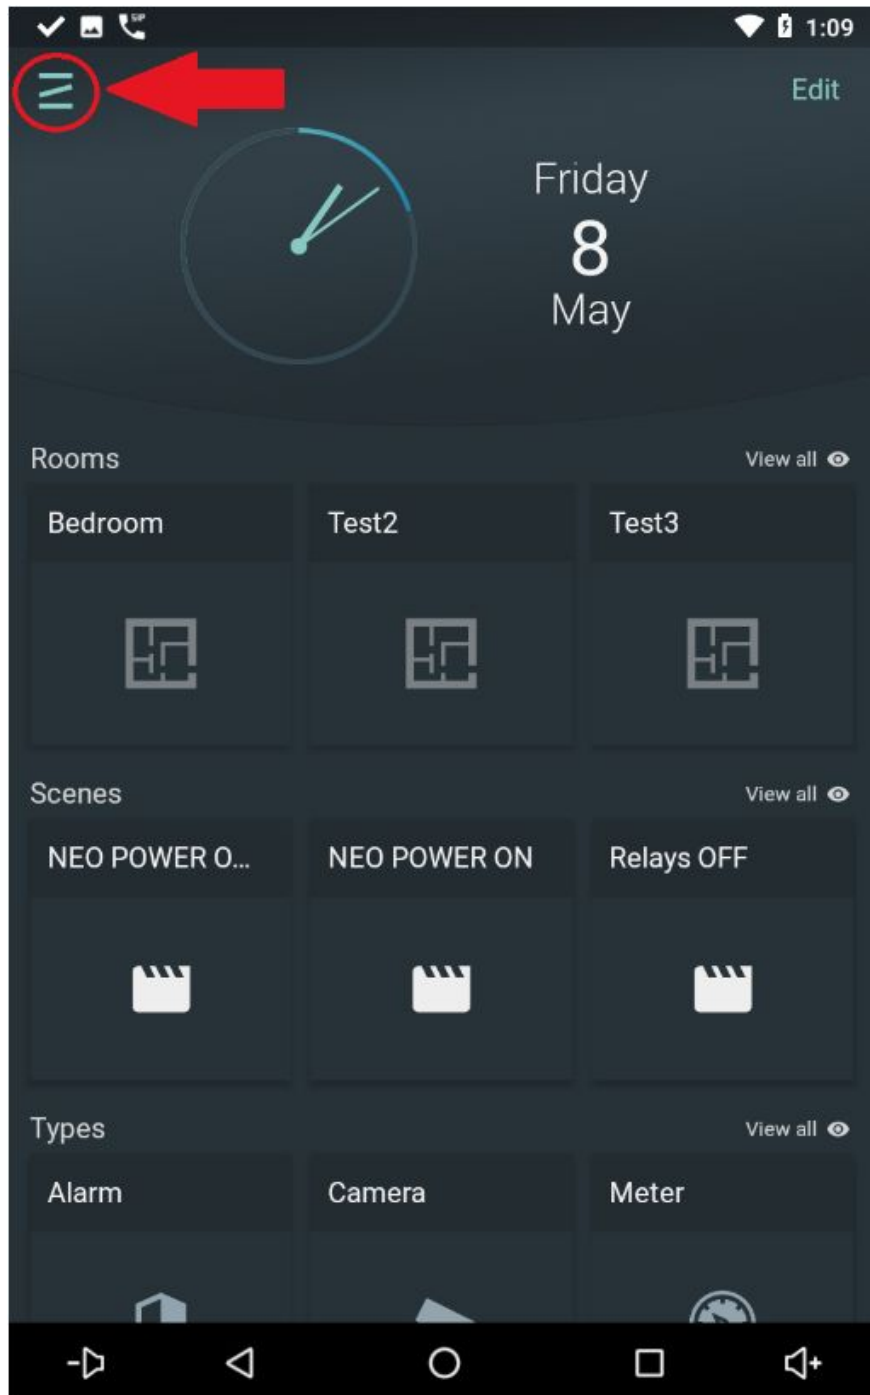 SIP
1:09
Edit
Friday
8
May
Rooms
View all
Bedroom
Test2
Test3
Scenes
View all
NEO POWER O...
NEO POWER ON
Relays OFF
Types
View all
Alarm
Camera
Meter